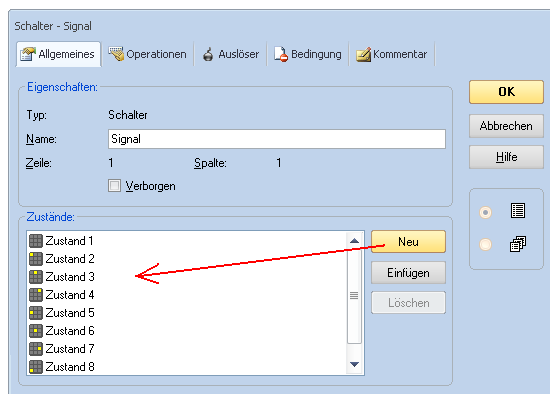 Schalter - Signal
Allgemeines Operationen Auslöser Bedingung Kommentar
Eigenschaften:
Typ: Schalter
Name: Signal
Zeile: 1 Spalte: 1
Verborgen
OK
Abbrechen
Hilfe
Zustände:
Zustand 1
Zustand 2
Zustand 3
Zustand 4
Zustand 5
Zustand 6
Zustand 7
Zustand 8
Neu
Einfügen
Löschen